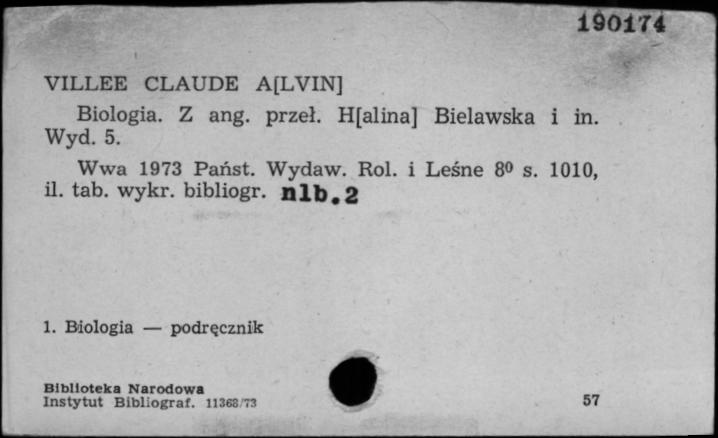 190174
VILLEE CLAUDE A[LVIN]
Biologia. Z ang. przeł. H[alina] Bielawska i in.
Wyd. 5.
Wwa 1973 Państ. Wydaw. Rol. i Leśne 8⁰ s. 1010,
il. tab. wykr. bibliogr. nlb.2
1. Biologia — podręcznik
Biblioteka Narodowa
Instytut Bibliograf. 11368/73
57